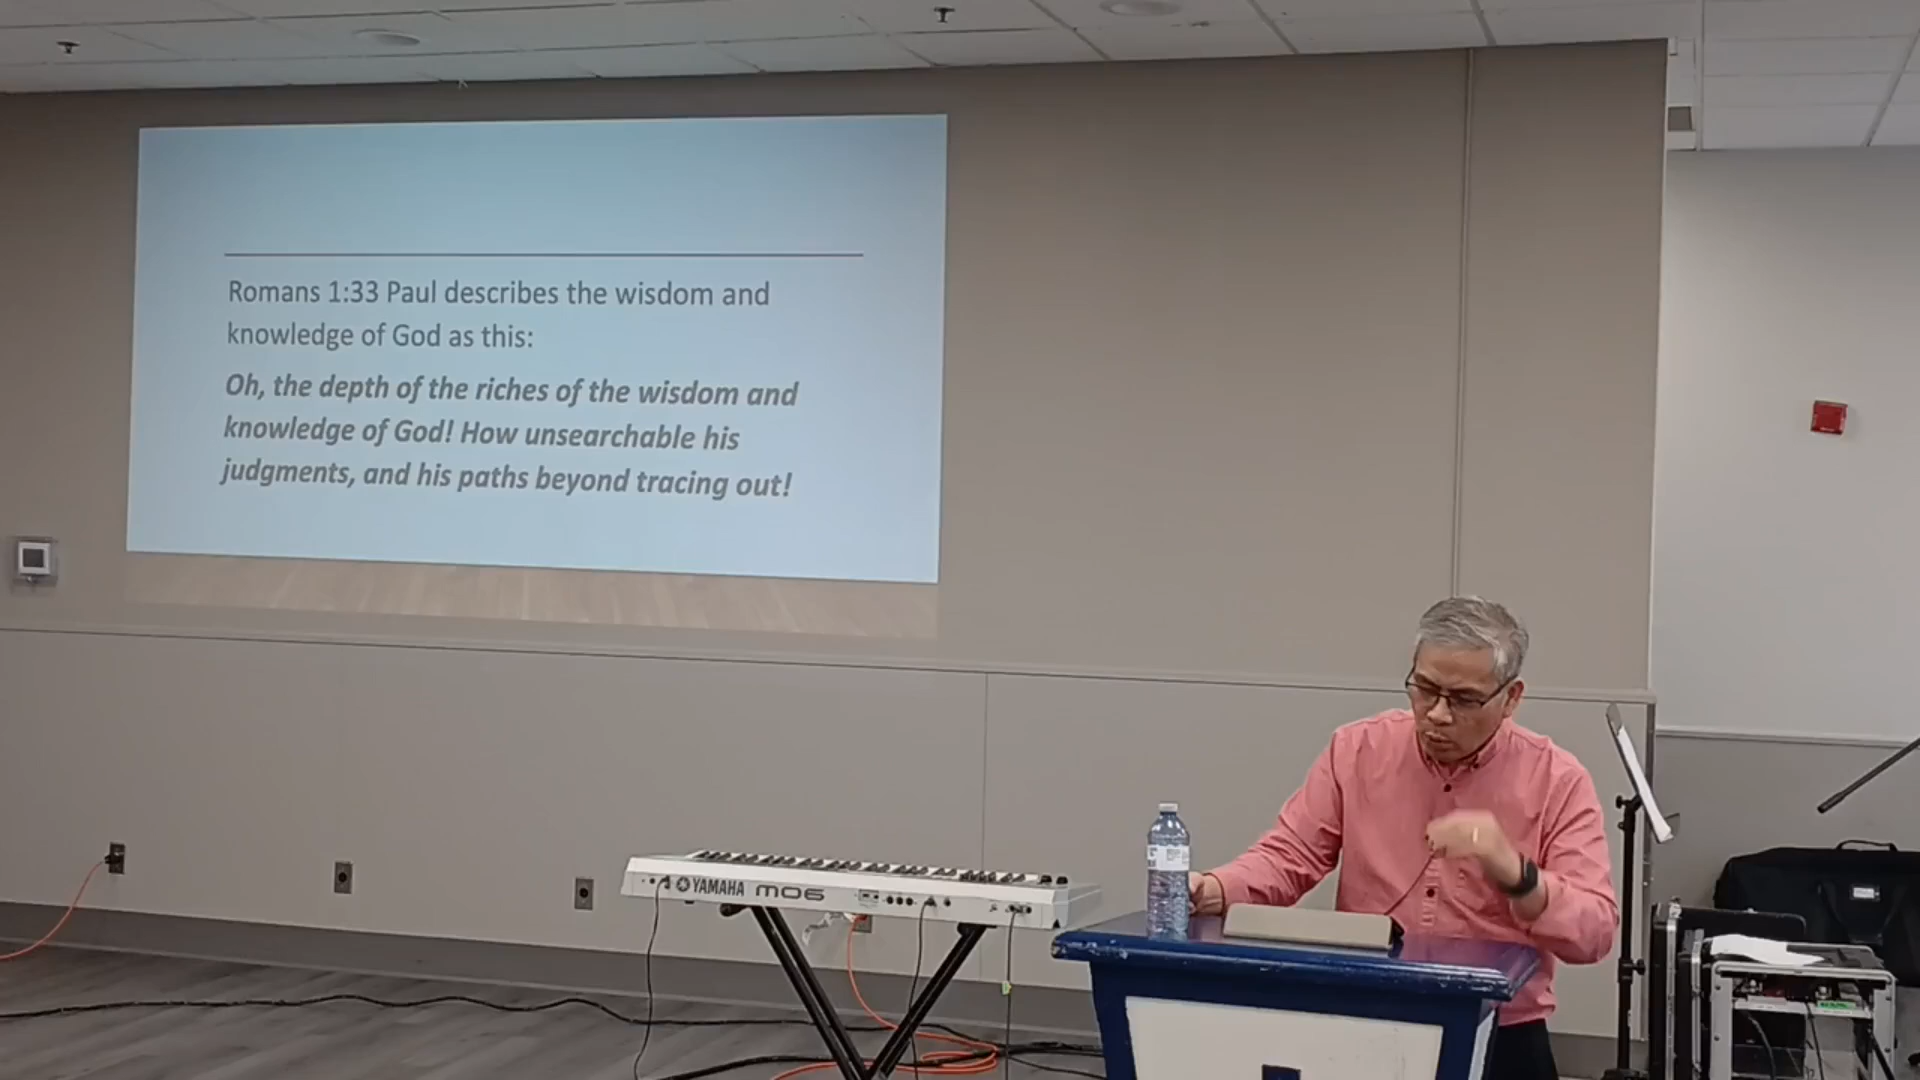 Romans 1:33 Paul describes the wisdom and
knowledge of God as this:
Oh, the depth of the riches of the wisdom and
knowledge of God! How unsearchable his
judgments, and his paths beyond tracing out!
YAMAHA MO6